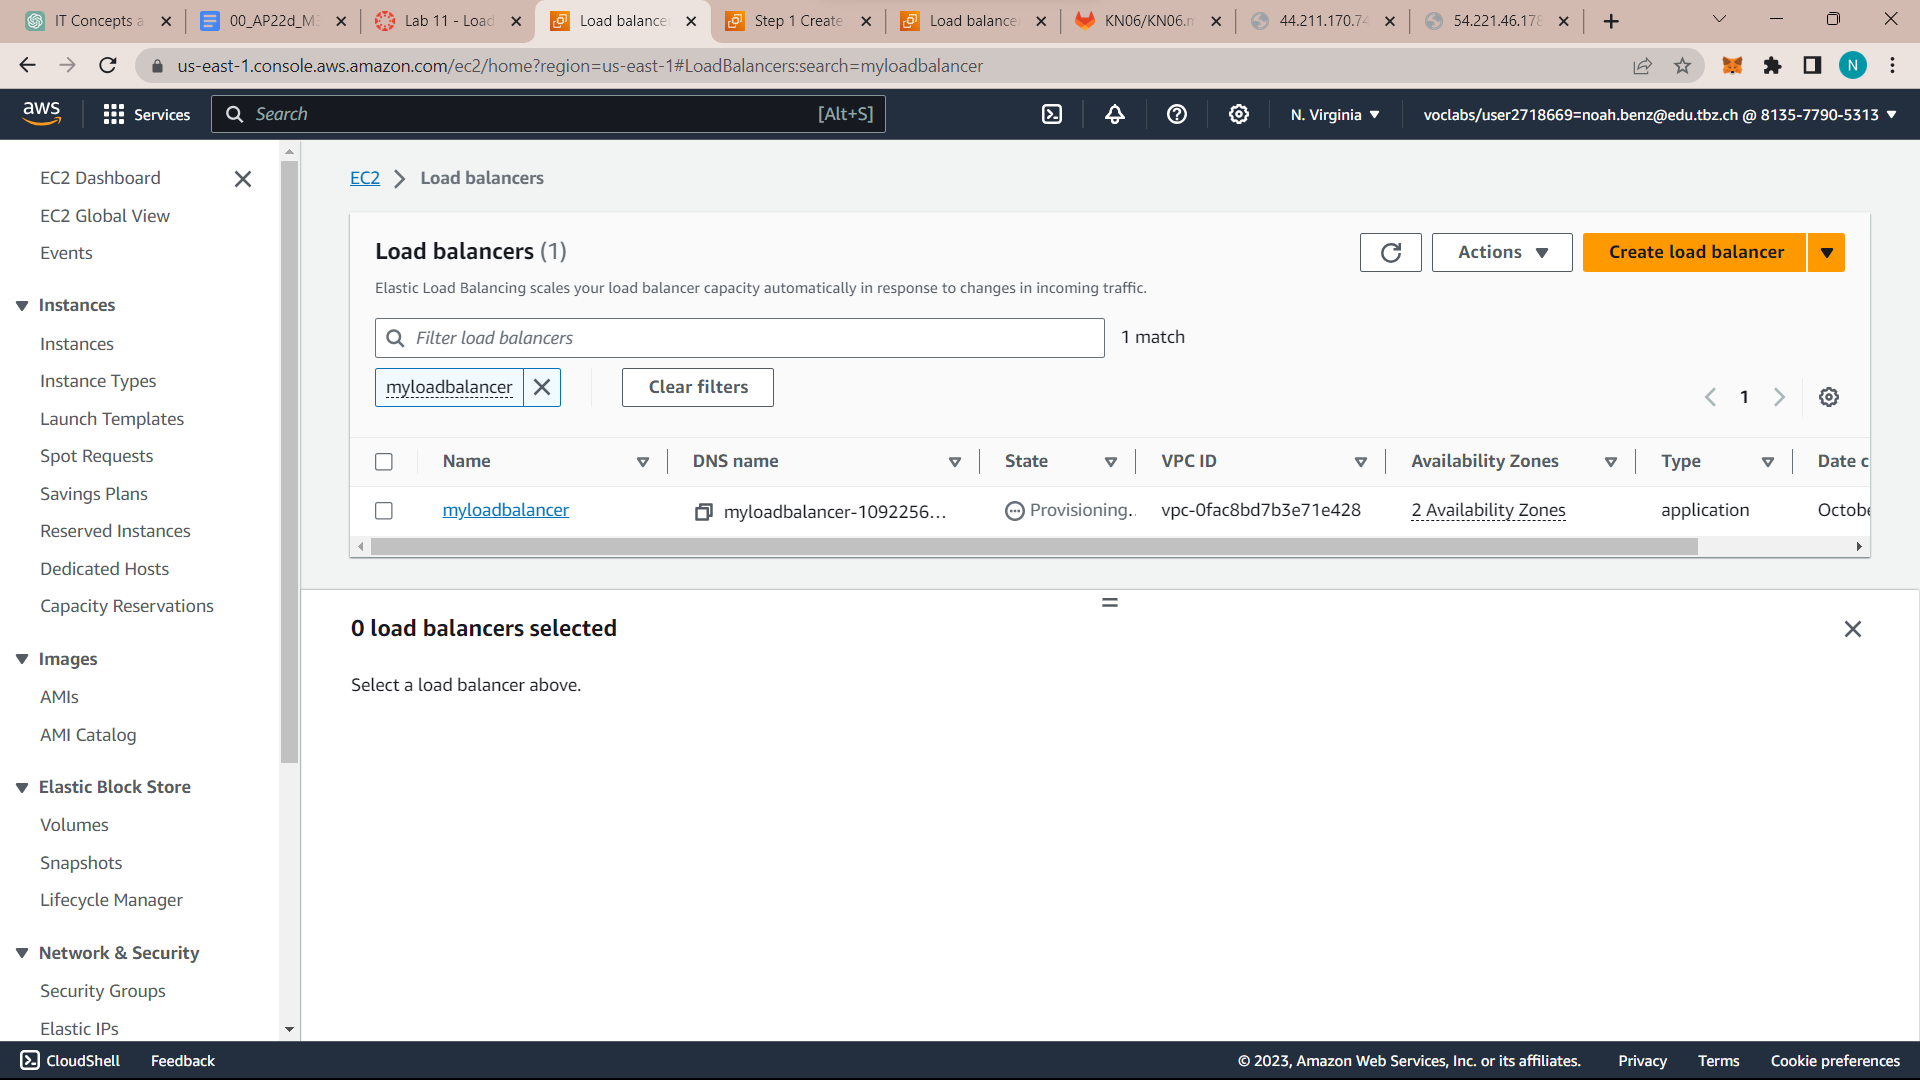 IT Concepts a
00_AP22d_M
Lab 11 - Load
Load balance
Step 1 Create
Load balance
KN06/KN06.m
44.211.170.74
54.221.46.178
us-east-1.console.aws.amazon.com/ec2/home?region=us-east-1#LoadBalancers:search=myloadbalancer
N
aws
Services
Search
[Alt+S]
N. Virginia
voclabs/user2718669=noah.benz@edu.tbz.ch @ 8135-7790-5313
EC2 Dashboard
EC2 Global View
Events
Instances
Instances
Instance Types
Launch Templates
Spot Requests
Savings Plans
Reserved Instances
Dedicated Hosts
Capacity Reservations
Images
AMIs
AMI Catalog
Elastic Block Store
Volumes
Snapshots
Lifecycle Manager
Network & Security
Security Groups
Elastic IPs
EC2 Load balancers
Load balancers (1)
Actions
Create load balancer
Elastic Load Balancing scales your load balancer capacity automatically in response to changes in incoming traffic.
Filter load balancers
1 match
myloadbalancer
Clear filters
1
Name DNS name State VPC ID Availability Zones Type Date c
myloadbalancer myloadbalancer-1092256... Provisioning.. vpc-0fac8bd7b3e71e428 2 Availability Zones application Octobe
0 load balancers selected
Select a load balancer above.
CloudShell Feedback © 2023, Amazon Web Services, Inc. or its affiliates. Privacy Terms Cookie preferences